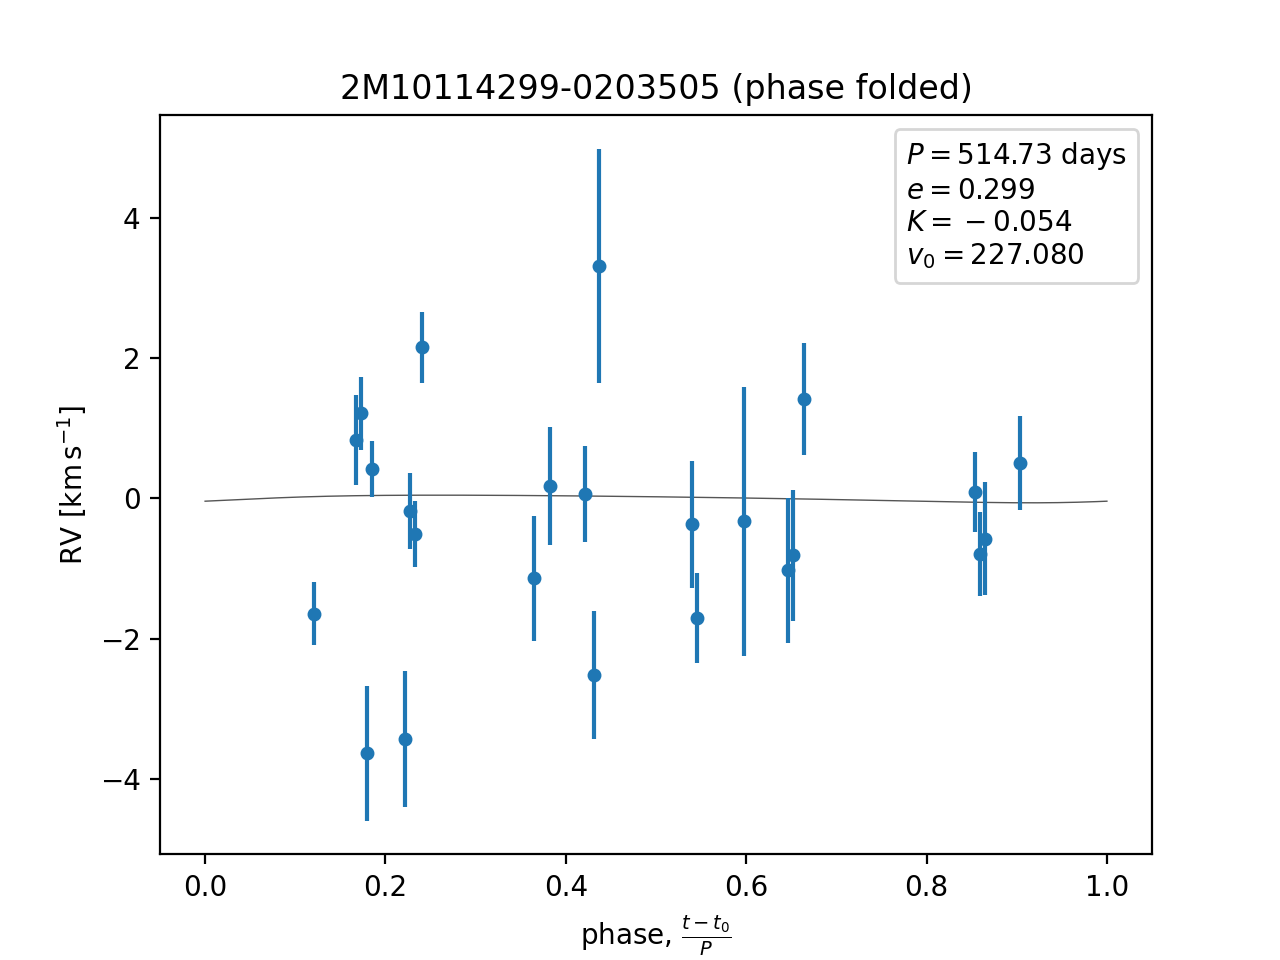 2M10114299-0203505 (phase folded)
P = 514.73 days
e = 0.299
K = −0.054
v₀ = 227.080
RV [km s⁻¹]
4
2
0
−2
−4
0.0 0.2 0.4 0.6 0.8 1.0
phase, (t − t₀)/P